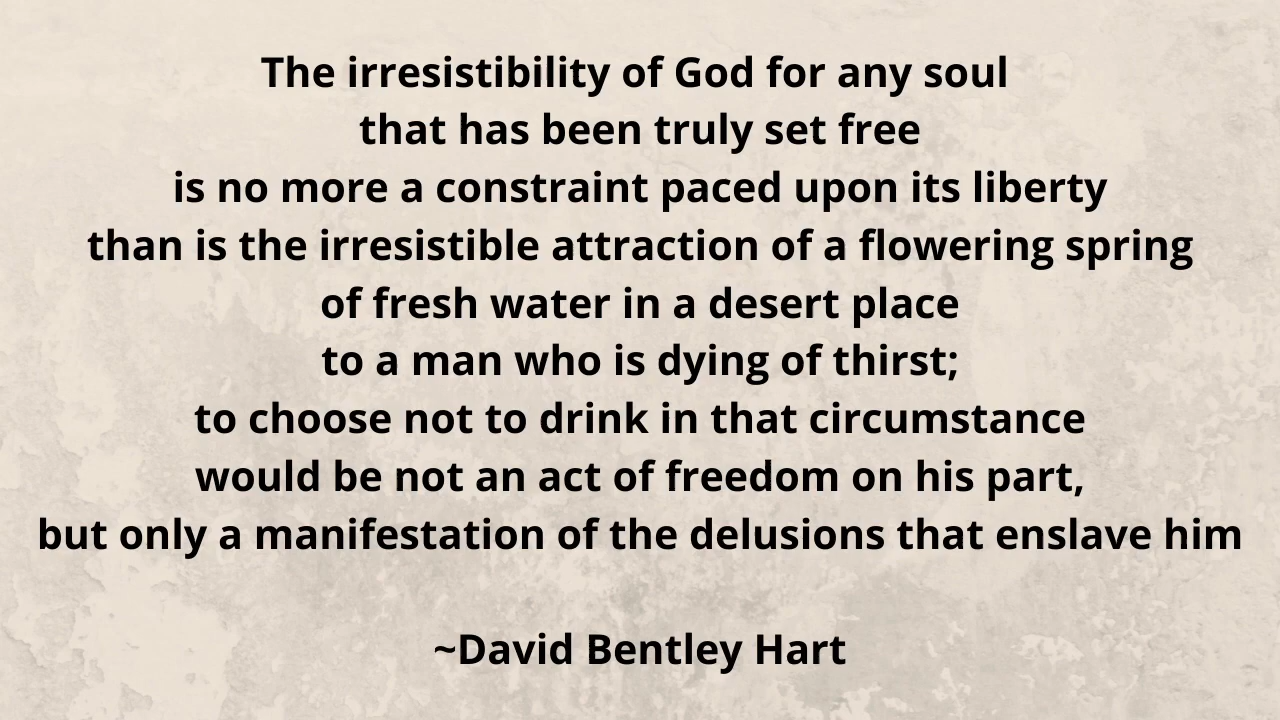 The irresistibility of God for any soul
that has been truly set free
is no more a constraint paced upon its liberty
than is the irresistible attraction of a flowering spring
of fresh water in a desert place
to a man who is dying of thirst;
to choose not to drink in that circumstance
would be not an act of freedom on his part,
but only a manifestation of the delusions that enslave him
~David Bentley Hart